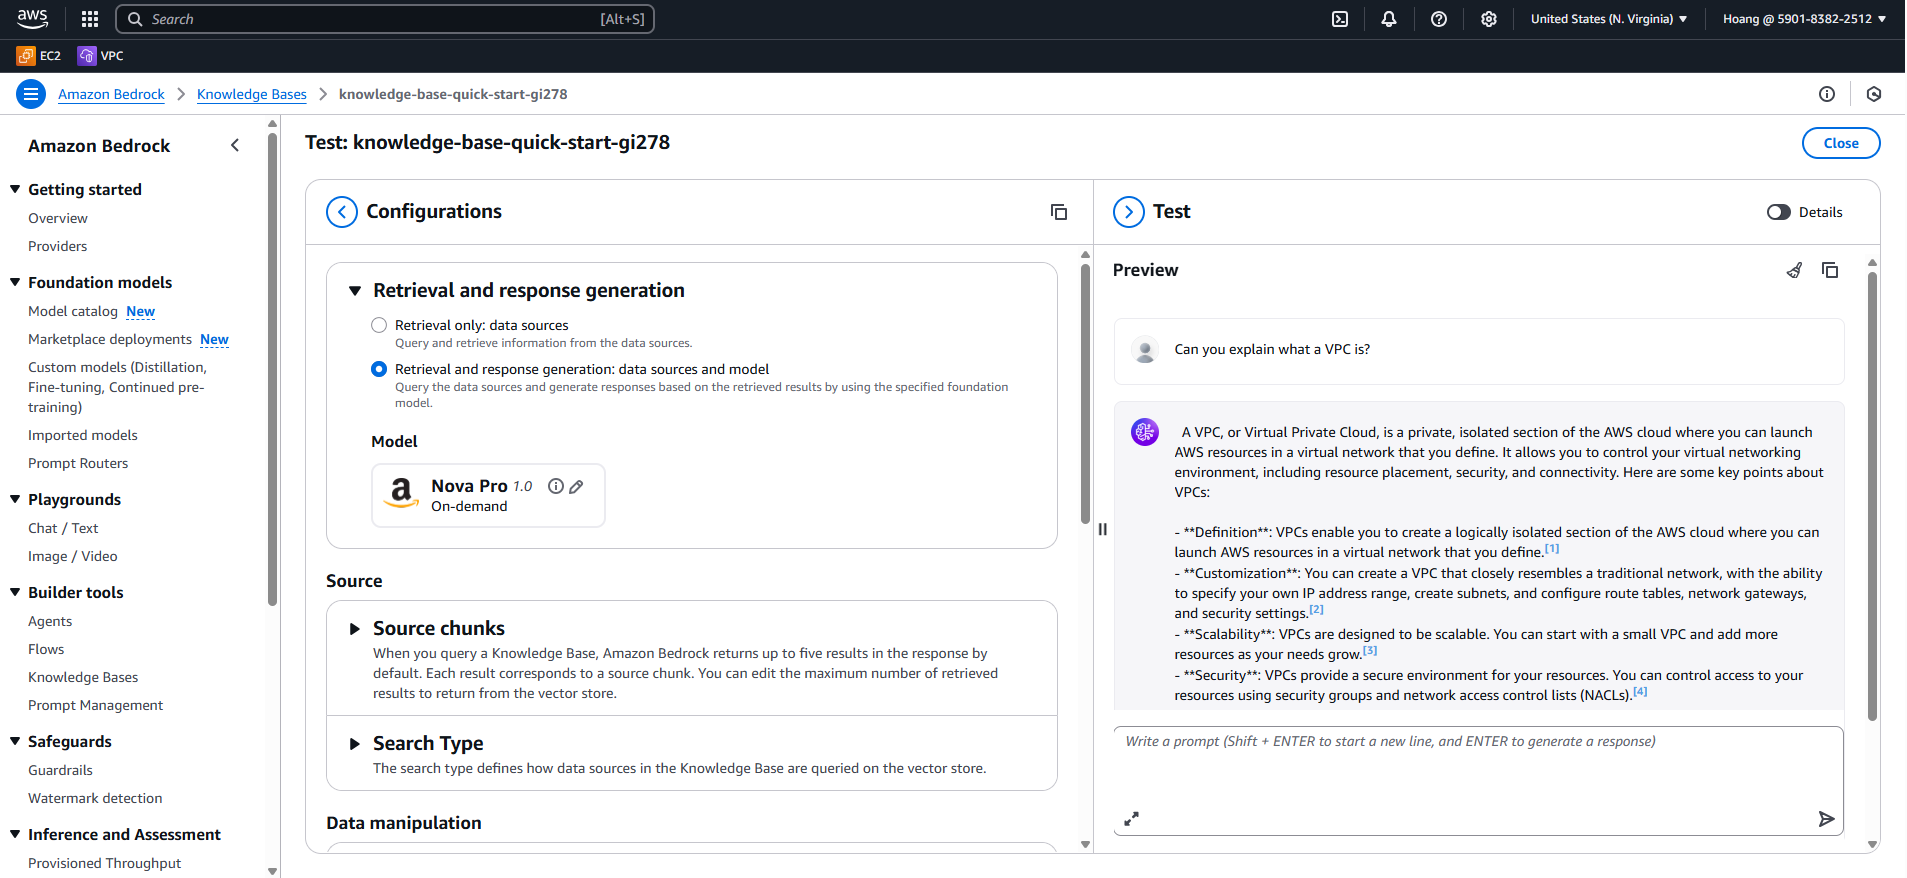 aws
Search
[Alt+S]
United States (N. Virginia)
Hoang @ 5901-8382-2512
EC2
VPC
Amazon Bedrock
Knowledge Bases
knowledge-base-quick-start-gi278
Amazon Bedrock
Getting started
Overview
Providers
Foundation models
Model catalog New
Marketplace deployments New
Custom models (Distillation,
Fine-tuning, Continued pre-
training)
Imported models
Prompt Routers
Playgrounds
Chat / Text
Image / Video
Builder tools
Agents
Flows
Knowledge Bases
Prompt Management
Safeguards
Guardrails
Watermark detection
Inference and Assessment
Provisioned Throughput
Test: knowledge-base-quick-start-gi278
Close
Configurations
Retrieval and response generation
Retrieval only: data sources
Query and retrieve information from the data sources.
Retrieval and response generation: data sources and model
Query the data sources and generate responses based on the retrieved results by using the specified foundation
model.
Model
a
Nova Pro 1.0
On-demand
Source
Source chunks
When you query a Knowledge Base, Amazon Bedrock returns up to five results in the response by
default. Each result corresponds to a source chunk. You can edit the maximum number of retrieved
results to return from the vector store.
Search Type
The search type defines how data sources in the Knowledge Base are queried on the vector store.
Data manipulation
Test
Details
Preview
Can you explain what a VPC is?
A VPC, or Virtual Private Cloud, is a private, isolated section of the AWS cloud where you can launch
AWS resources in a virtual network that you define. It allows you to control your virtual networking
environment, including resource placement, security, and connectivity. Here are some key points about
VPCs:
- **Definition**: VPCs enable you to create a logically isolated section of the AWS cloud where you can
launch AWS resources in a virtual network that you define.[1]
- **Customization**: You can create a VPC that closely resembles a traditional network, with the ability
to specify your own IP address range, create subnets, and configure route tables, network gateways,
and security settings.[2]
- **Scalability**: VPCs are designed to be scalable. You can start with a small VPC and add more
resources as your needs grow.[3]
- **Security**: VPCs provide a secure environment for your resources. You can control access to your
resources using security groups and network access control lists (NACLs).[4]
Write a prompt (Shift + ENTER to start a new line, and ENTER to generate a response)